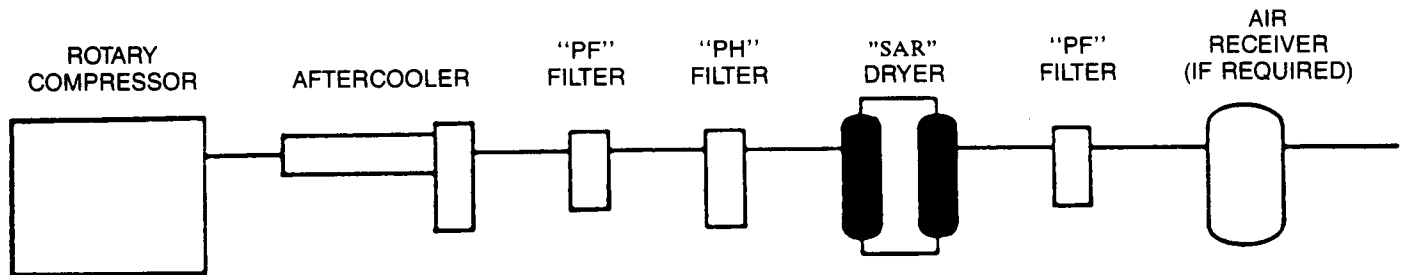 ROTARY
COMPRESSOR
AFTERCOOLER
"PF"
FILTER
"PH"
FILTER
"SAR"
DRYER
"PF"
FILTER
AIR
RECEIVER
(IF REQUIRED)